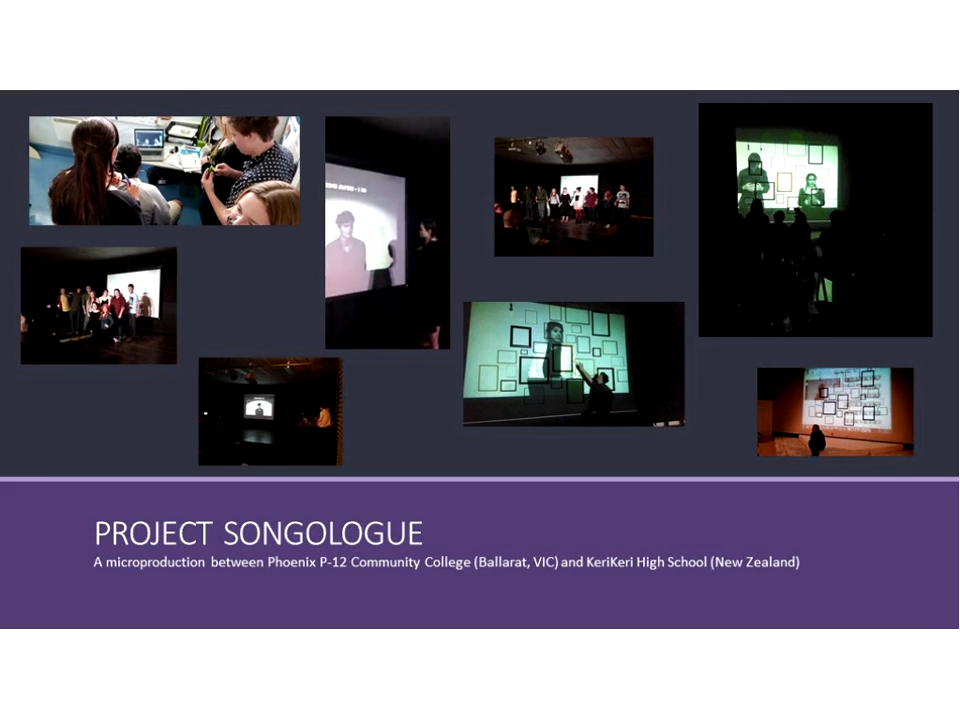 PROJECT SONGOLOGUE
A microproduction between Phoenix P-12 Community College (Ballarat, VIC) and KeriKeri High School (New Zealand)